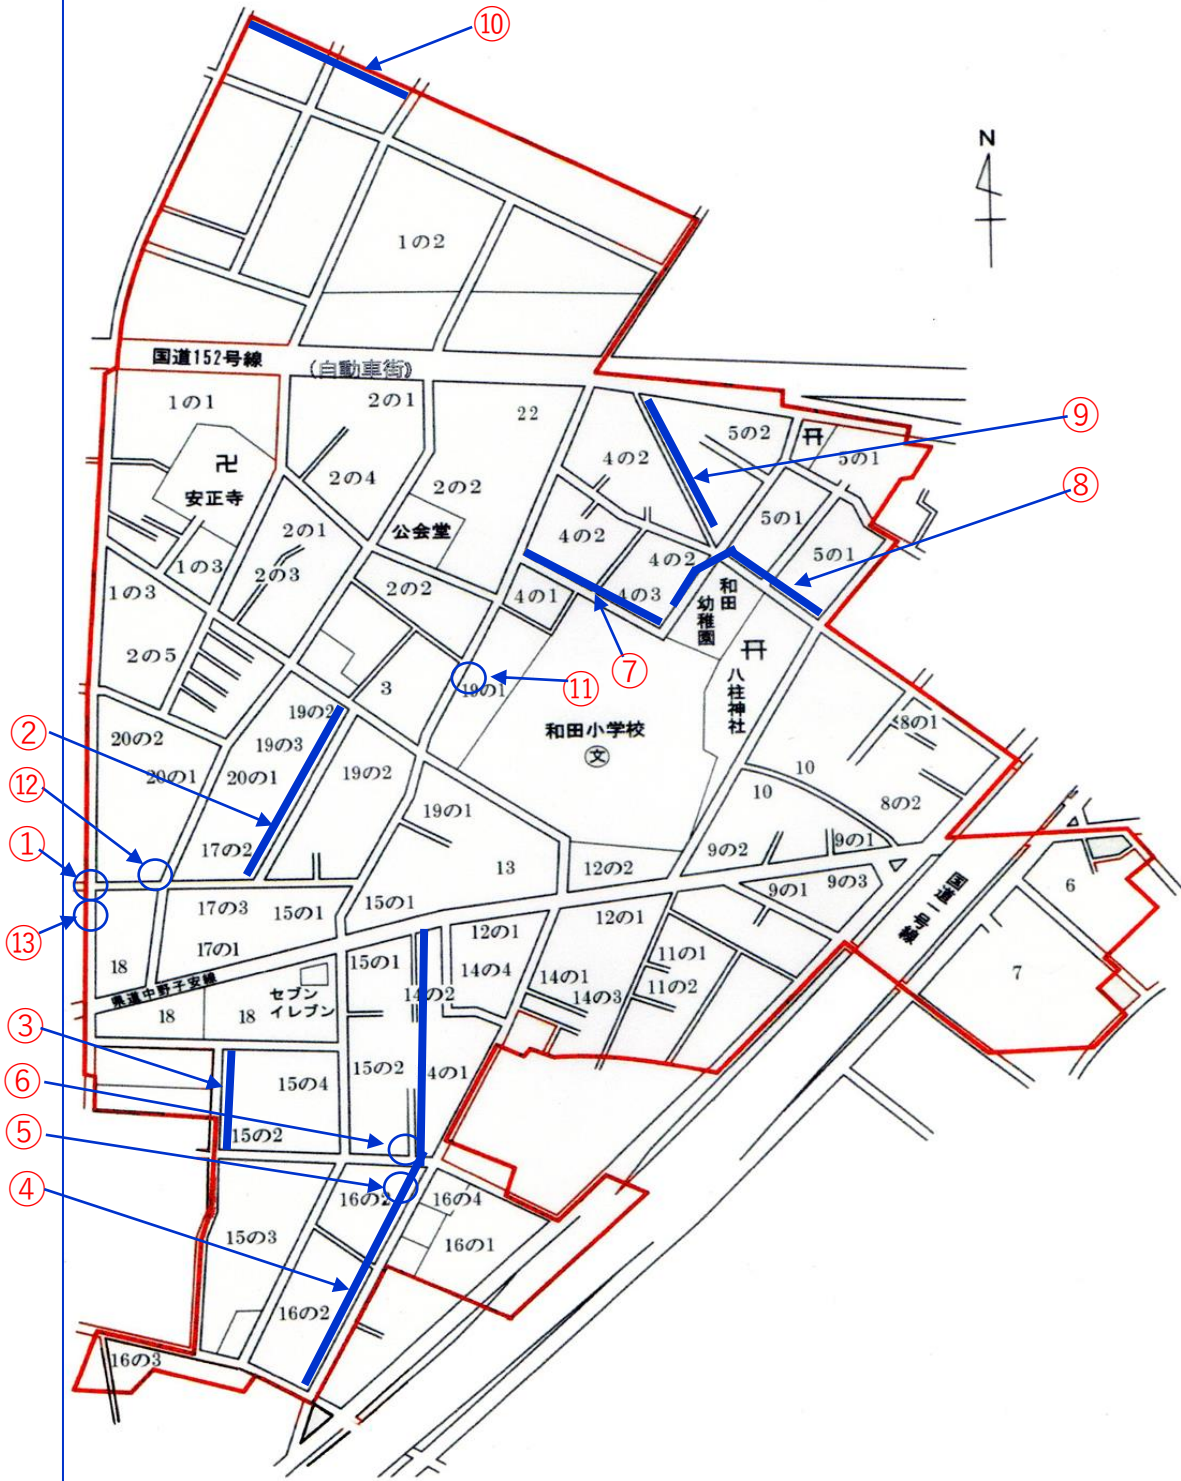 ⑩
N
1の2
国道152号線
(自動車街)
1の1
2の1
22
⑨
5の2
5の1
4の2
卍
安正寺
2の4
2の2
⑧
公会堂
5の1
2の1
4の2
4の2
5の1
1の3
2の3
1の3
2の2
4の1
4の3
和田
幼稚園
2の5
⑦
八柱神社
3
19の1
⑪
19の2
②
20の2
19の3
和田小学校
文
8の1
20の1
20の1
19の2
10
⑫
10
8の2
19の1
①
17の2
13
12の2
9の2
9の1
9の1
9の3
国道一号線
6
17の3
15の1
15の1
12の1
⑬
17の1
12の1
11の1
7
18
15の1
14の4
14の1
11の2
県道中野子安線
セブン
イレブン
14の2
14の3
18
18
③
15の2
4の1
15の4
⑥
15の2
⑤
④
16の2
16の4
15の3
16の1
16の2
16の3